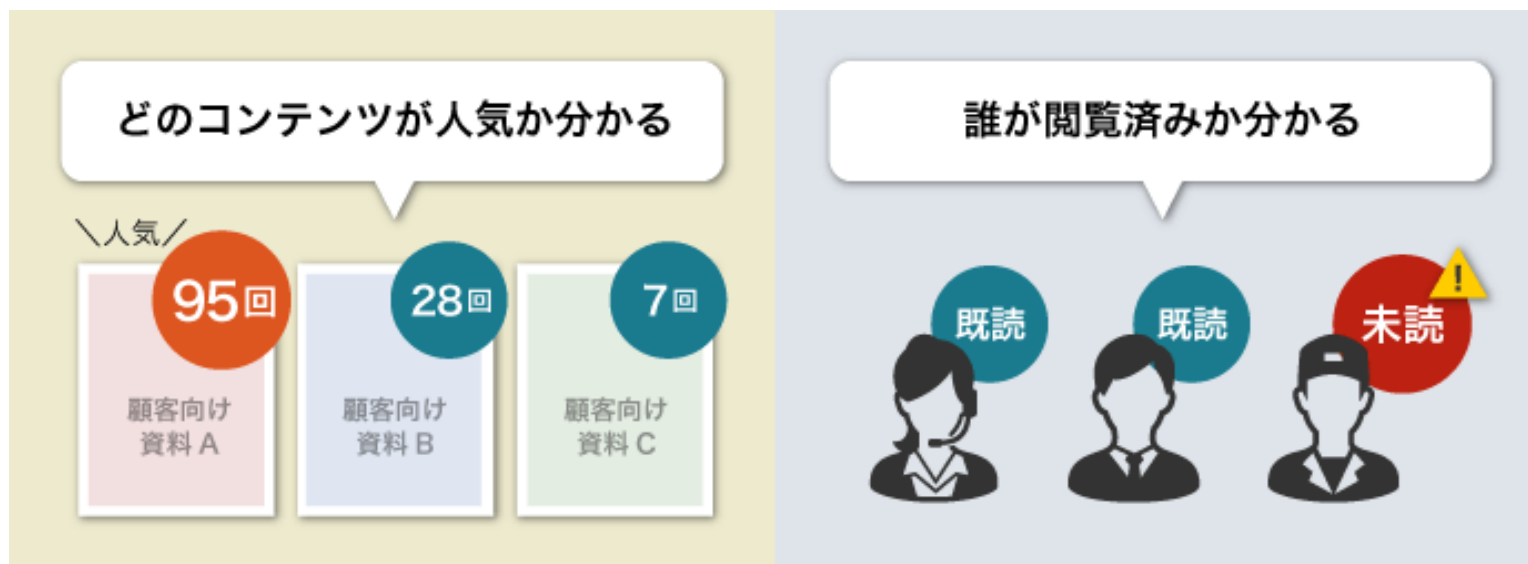 どのコンテンツが人気か分かる
＼人気／
95回
28回
7回
顧客向け
資料 A
顧客向け
資料 B
顧客向け
資料 C
誰が閲覧済みか分かる
既読
既読
未読
!